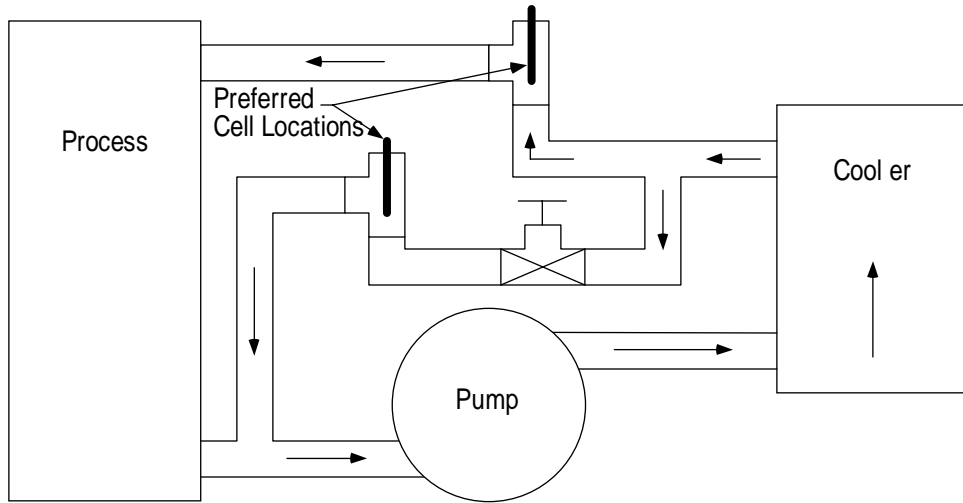 Preferred
Cell Locations
Process
Cool er
Pump